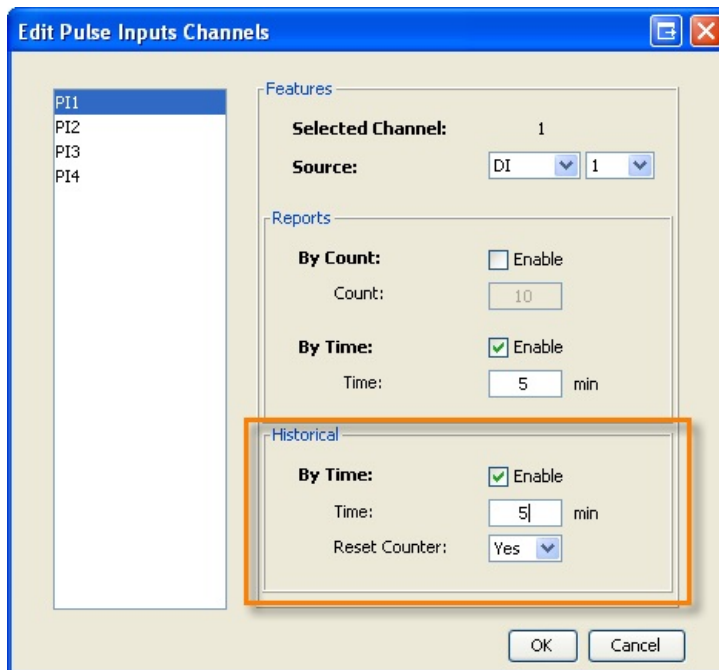 Edit Pulse Inputs Channels
PI1
PI2
PI3
PI4
Features
Selected Channel: 1
Source: DI 1
Reports
By Count: Enable
Count: 10
By Time: Enable
Time: 5 min
Historical
By Time: Enable
Time: 5 min
Reset Counter: Yes
OK Cancel